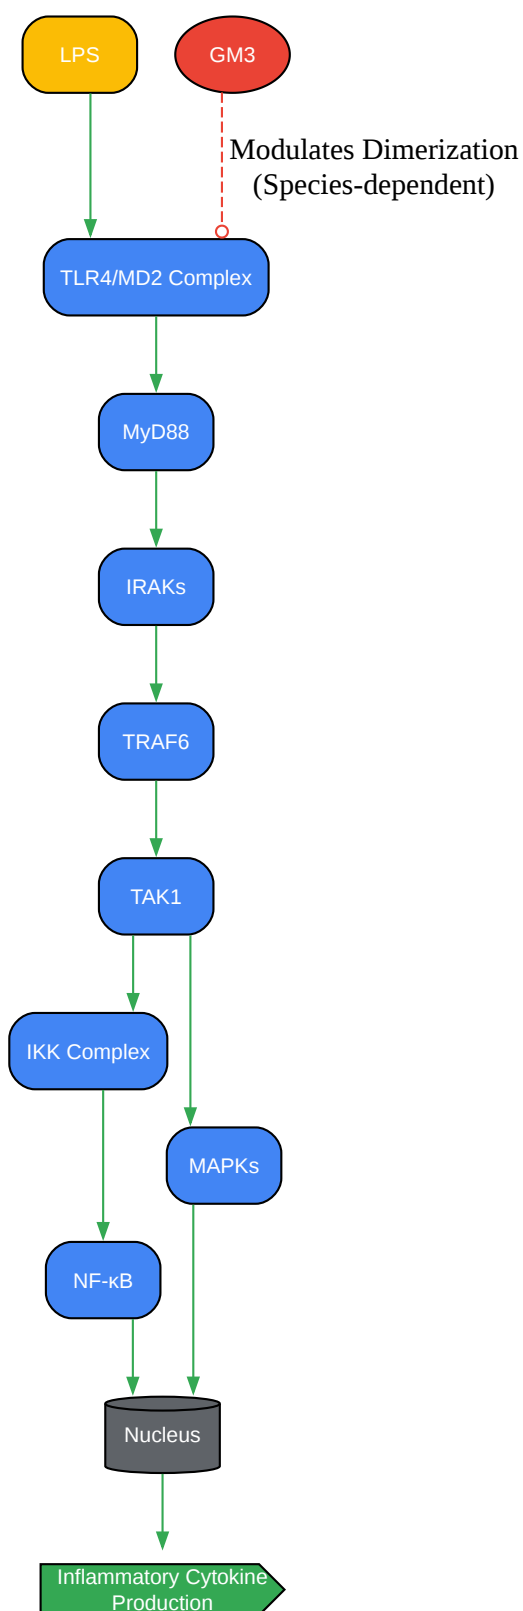 LPS
GM3
Modulates Dimerization
(Species-dependent)
TLR4/MD2 Complex
MyD88
IRAKs
TRAF6
TAK1
IKK Complex
MAPKs
NF-κB
Nucleus
Inflammatory Cytokine
Production